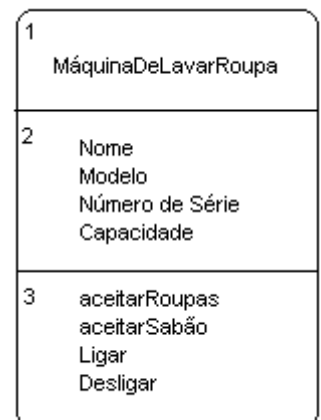 1
MáquinaDeLavarRoupa
2
Nome
Modelo
Número de Série
Capacidade
3
aceitarRoupas
aceitarSabão
Ligar
Desligar